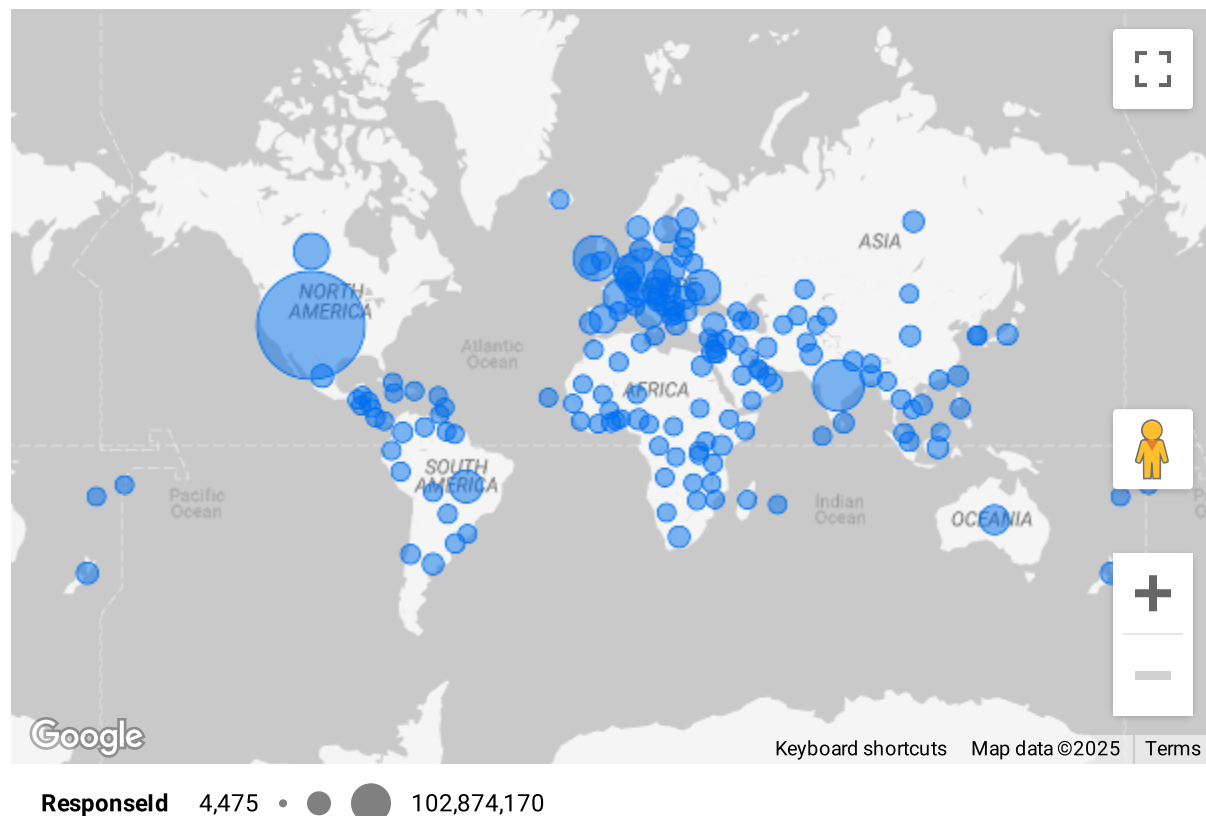 ASIA
NORTH
AMERICA
Atlantic
Ocean
AFRICA
SOUTH
AMERICA
Pacific
Ocean
Indian
Ocean
OCEANIA
Google
Keyboard shortcuts
Map data ©2025
Terms
ResponseId 4,475 102,874,170